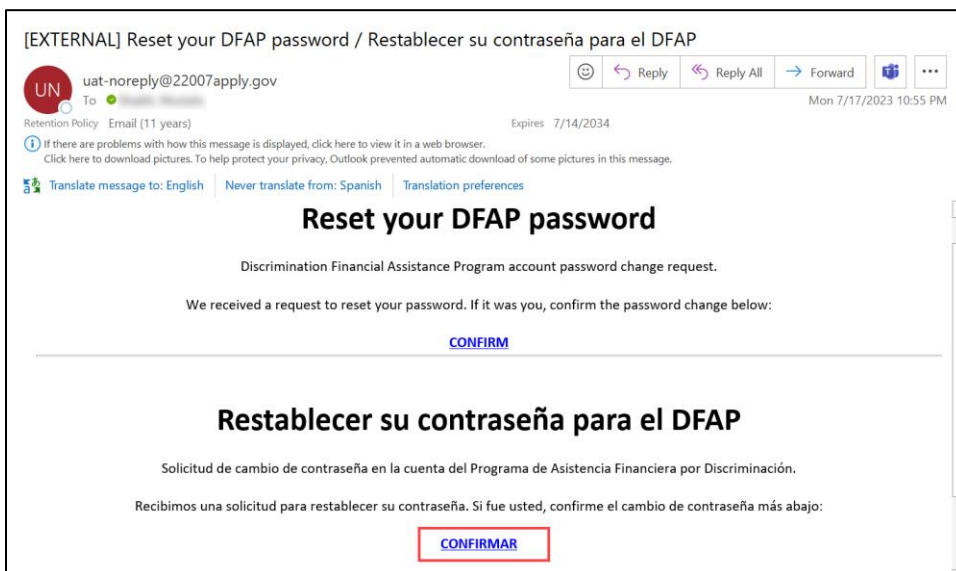 [EXTERNAL] Reset your DFAP password / Restablecer su contraseña para el DFAP
UN
uat-noreply@22007apply.gov
Reply
Reply All
Forward
To
Mon 7/17/2023 10:55 PM
Retention Policy Email (11 years)
Expires 7/14/2034
If there are problems with how this message is displayed, click here to view it in a web browser.
Click here to download pictures. To help protect your privacy, Outlook prevented automatic download of some pictures in this message.
Translate message to: English
Never translate from: Spanish
Translation preferences
Reset your DFAP password
Discrimination Financial Assistance Program account password change request.
We received a request to reset your password. If it was you, confirm the password change below:
CONFIRM
Restablecer su contraseña para el DFAP
Solicitud de cambio de contraseña en la cuenta del Programa de Asistencia Financiera por Discriminación.
Recibimos una solicitud para restablecer su contraseña. Si fue usted, confirme el cambio de contraseña más abajo:
CONFIRMAR